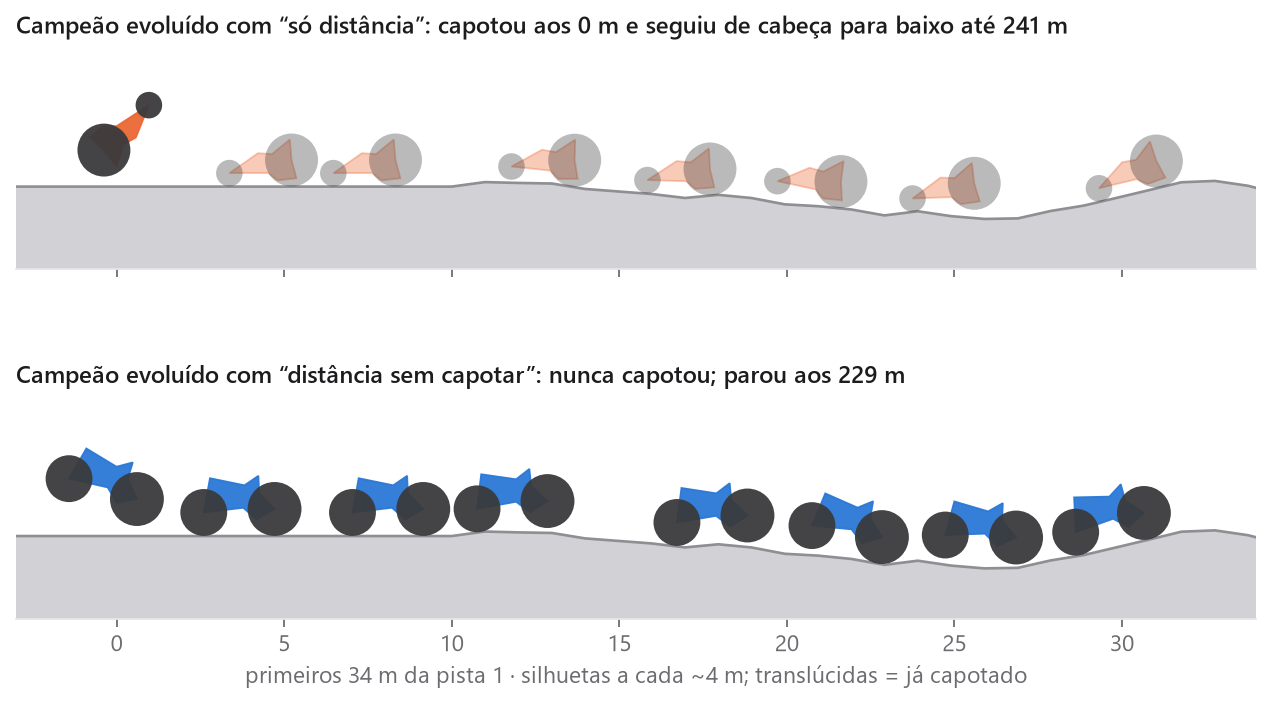 Campeão evoluído com “só distância”: capotou aos 0 m e seguiu de cabeça para baixo até 241 m
Campeão evoluído com “distância sem capotar”: nunca capotou; parou aos 229 m
0 5 10 15 20 25 30
primeiros 34 m da pista 1 · silhuetas a cada ~4 m; translúcidas = já capotado